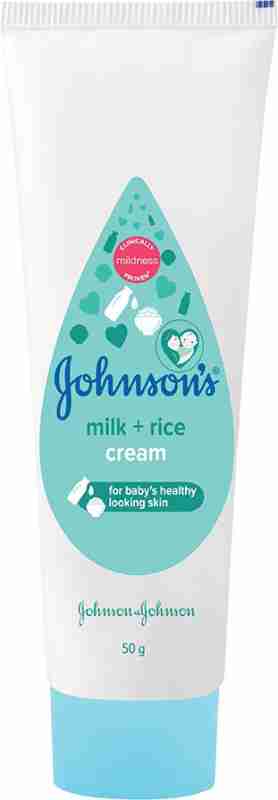 CLINICALLY
mildness
PROVEN*
Johnson's®
milk + rice
cream
for baby's healthy
looking skin
Johnson & Johnson
50 g